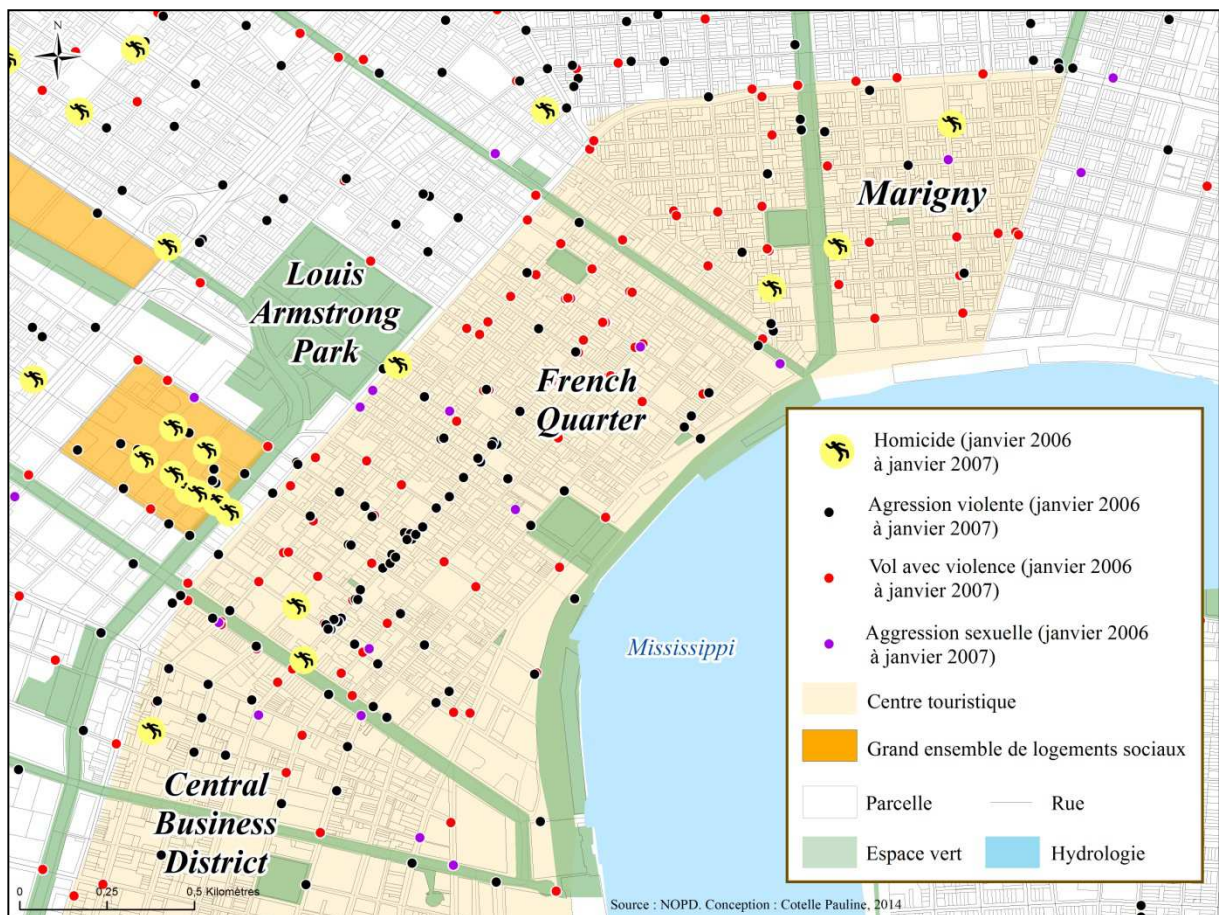 N
Marigny
Louis
Armstrong
Park
French
Quarter
Mississippi
Central
Business
District
0 0,25 0,5 Kilomètres
Homicide (janvier 2006
à janvier 2007)
Agression violente (janvier 2006
à janvier 2007)
Vol avec violence (janvier 2006
à janvier 2007)
Aggression sexuelle (janvier 2006
à janvier 2007)
Centre touristique
Grand ensemble de logements sociaux
Parcelle
Rue
Espace vert
Hydrologie
Source : NOPD. Conception : Cotelle Pauline, 2014